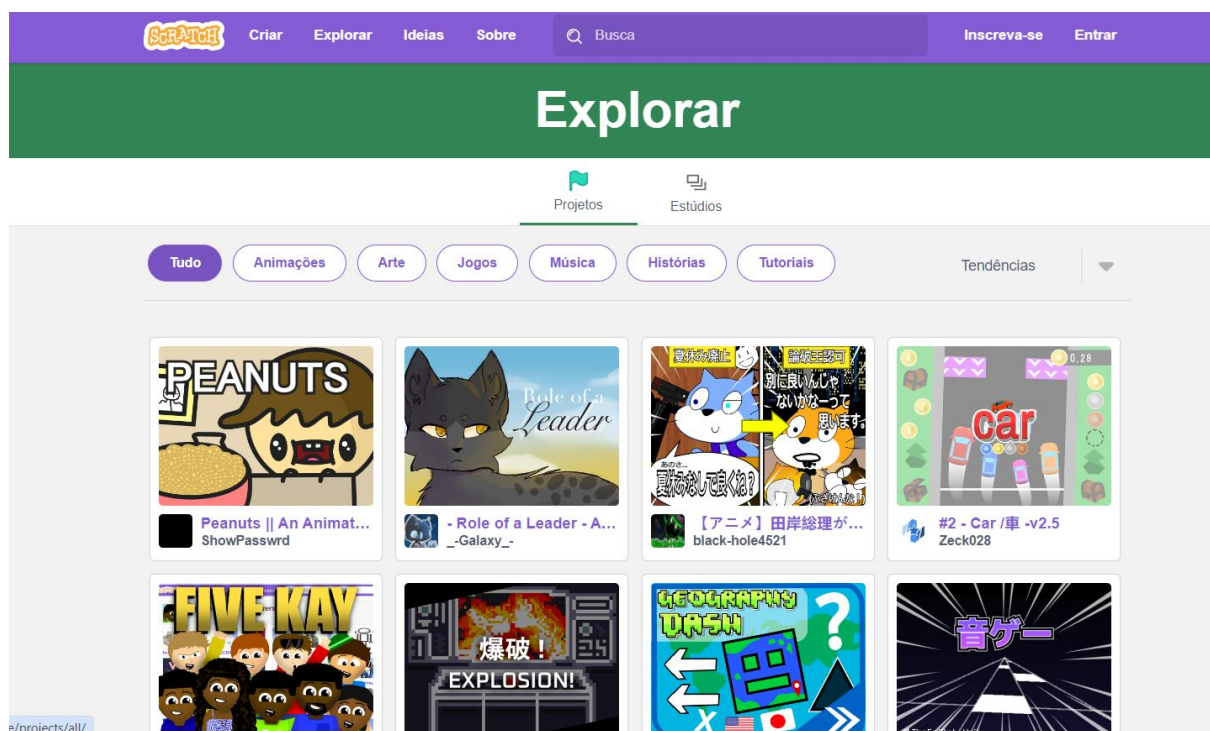 SCRATCH Criar Explorar Ideias Sobre Busca Inscreva-se Entrar
Explorar
Projetos Estúdios
Tudo Animações Arte Jogos Música Histórias Tutoriais Tendências
PEANUTS
Role of a
Leader
夏休み廃止
論破王認可
別に良いんじゃ
ないかなーって
思います。
あのさ...
夏休みなしで良くね?
0.28
car
Peanuts || An Animat...
ShowPasswrd
- Role of a Leader - A...
_-Galaxy_-
【アニメ】田岸総理が...
black-hole4521
#2 - Car /車 -v2.5
Zeck028
FIVE KAY
爆破!
EXPLOSION!
GEOGRAPHY
DASH
?
X
音ゲー
e/projects/all/